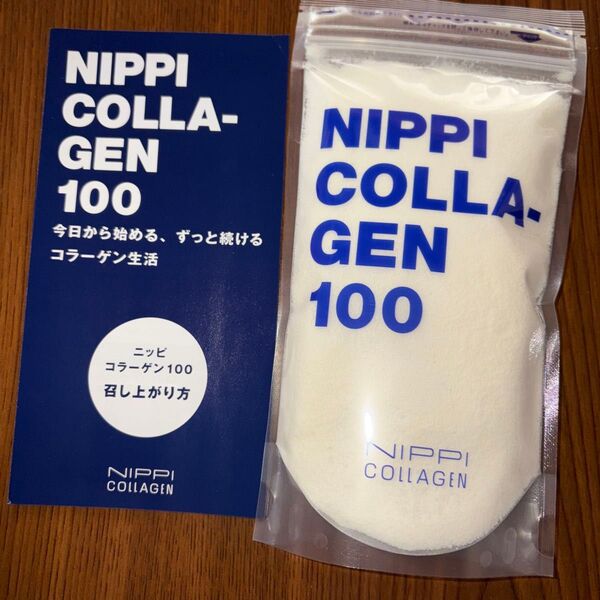 NIPPI
COLLA-
GEN
100
今日から始める、ずっと続ける
コラーゲン生活
ニッピ
コラーゲン100
召し上がり方
NIPPI
COLLAGEN
NIPPI
COLLA-
GEN
100
NIPPI
COLLAGEN